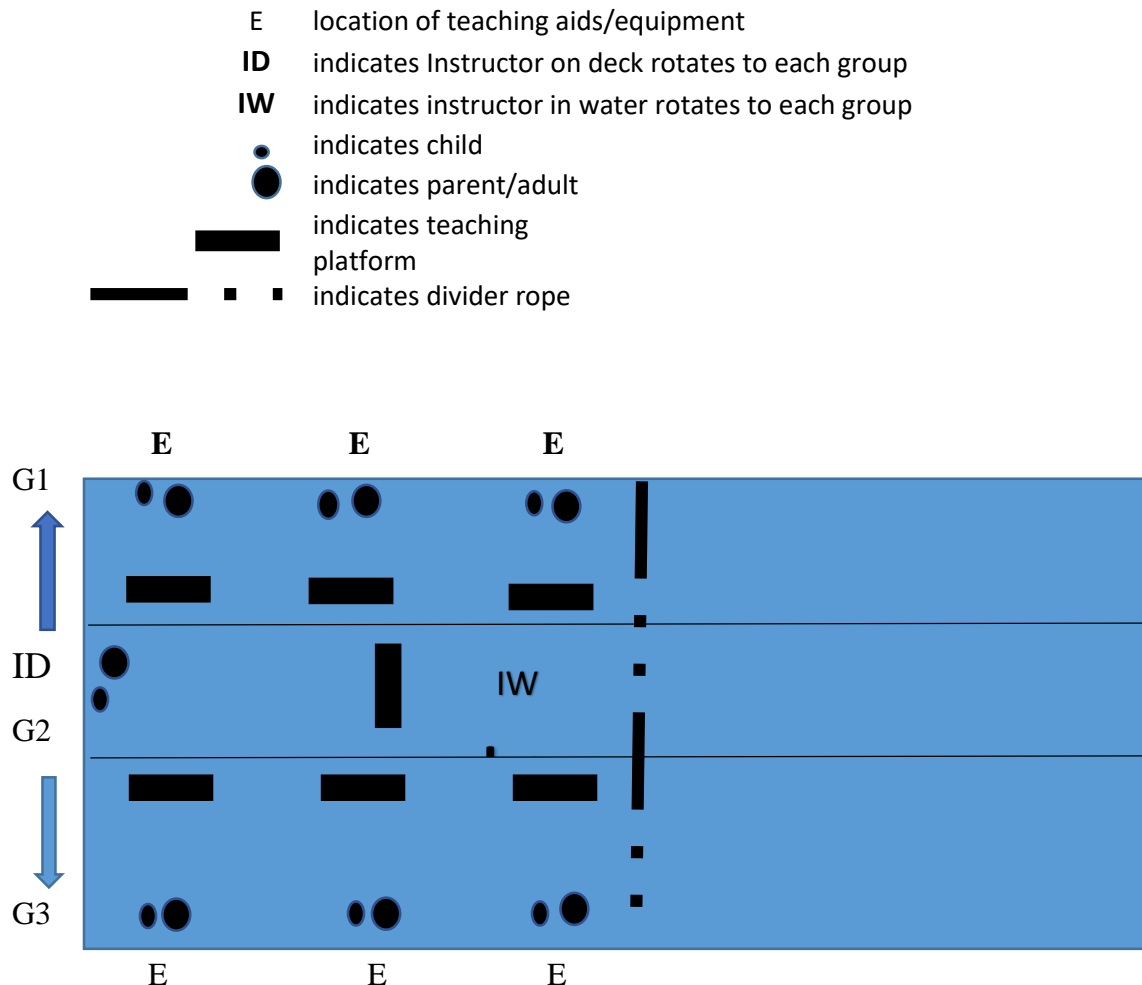 E location of teaching aids/equipment
ID indicates Instructor on deck rotates to each group
IW indicates instructor in water rotates to each group
indicates child
indicates parent/adult
indicates teaching
platform
indicates divider rope
E E E
G1
ID
IW
G2
G3
E E E